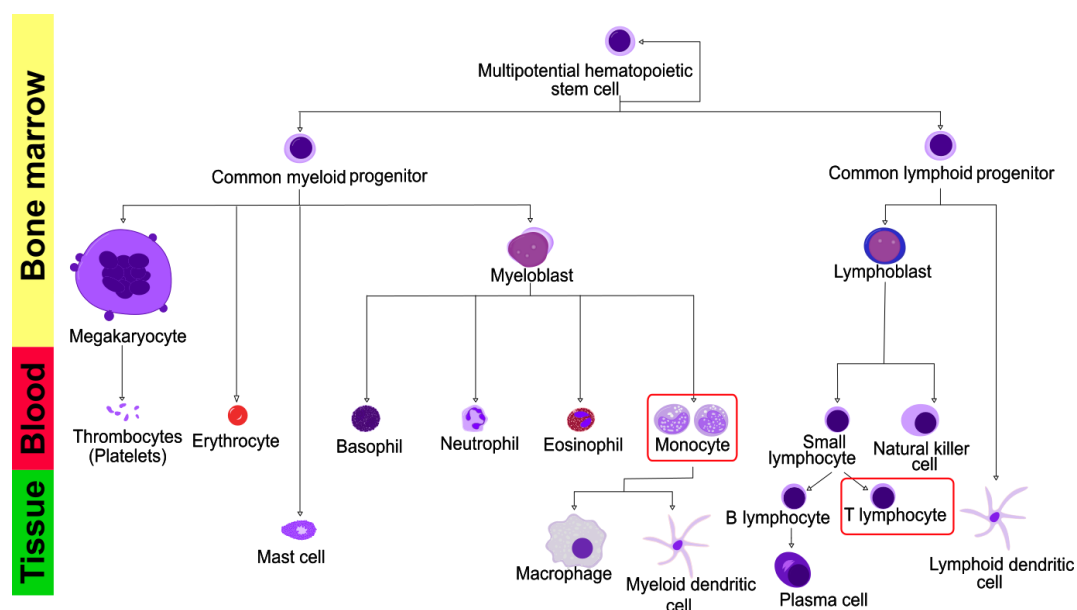 Bone marrow
Blood
Tissue
Multipotential hematopoietic
stem cell
Common myeloid progenitor
Common lymphoid progenitor
Myeloblast
Lymphoblast
Megakaryocyte
Thrombocytes
(Platelets)
Erythrocyte
Basophil
Neutrophil
Eosinophil
Monocyte
Small
lymphocyte
Natural killer
cell
B lymphocyte
T lymphocyte
Mast cell
Macrophage
Myeloid dendritic
cell
Plasma cell
Lymphoid dendritic
cell